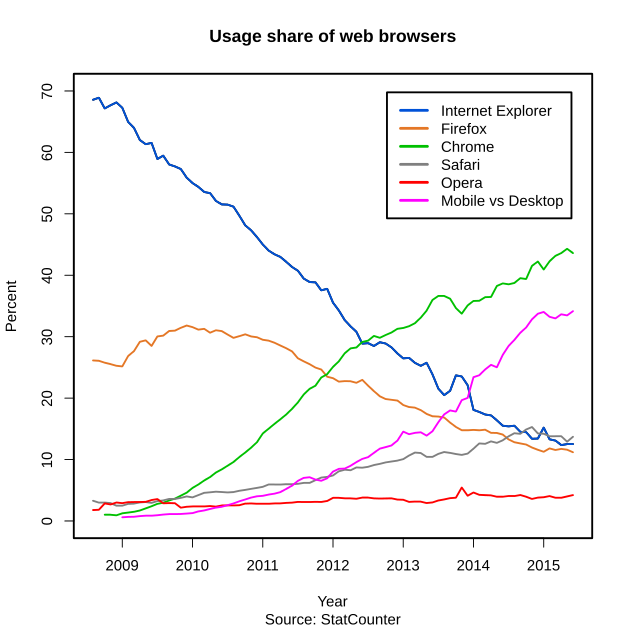 Usage share of web browsers
Percent
70
60
50
40
30
20
10
0
Internet Explorer
Firefox
Chrome
Safari
Opera
Mobile vs Desktop
2009 2010 2011 2012 2013 2014 2015
Year
Source: StatCounter